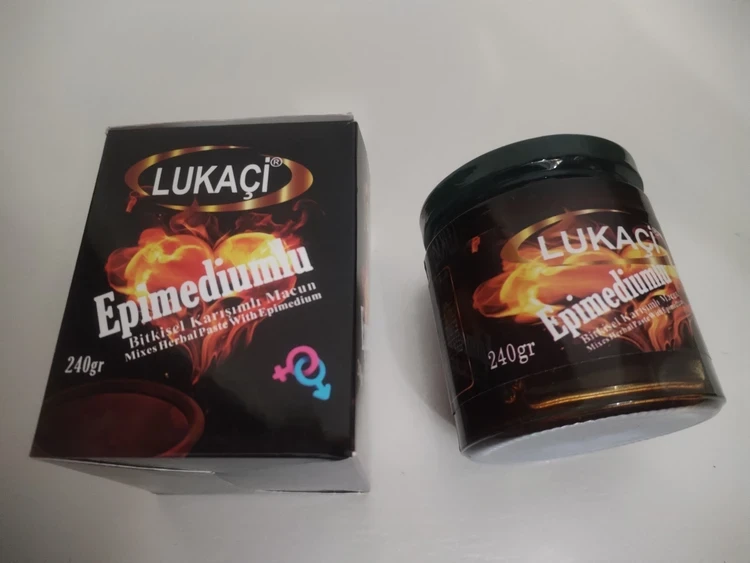 LUKAÇİ®
Epimediumlu
Bitkisel Karışımlı Macun
Mixes Herbal Paste With Epimedium
240gr
LUKAÇİ
Epimediumlu
Bitkisel Karışımlı Macun
Mixes Herbal Paste With
240gr